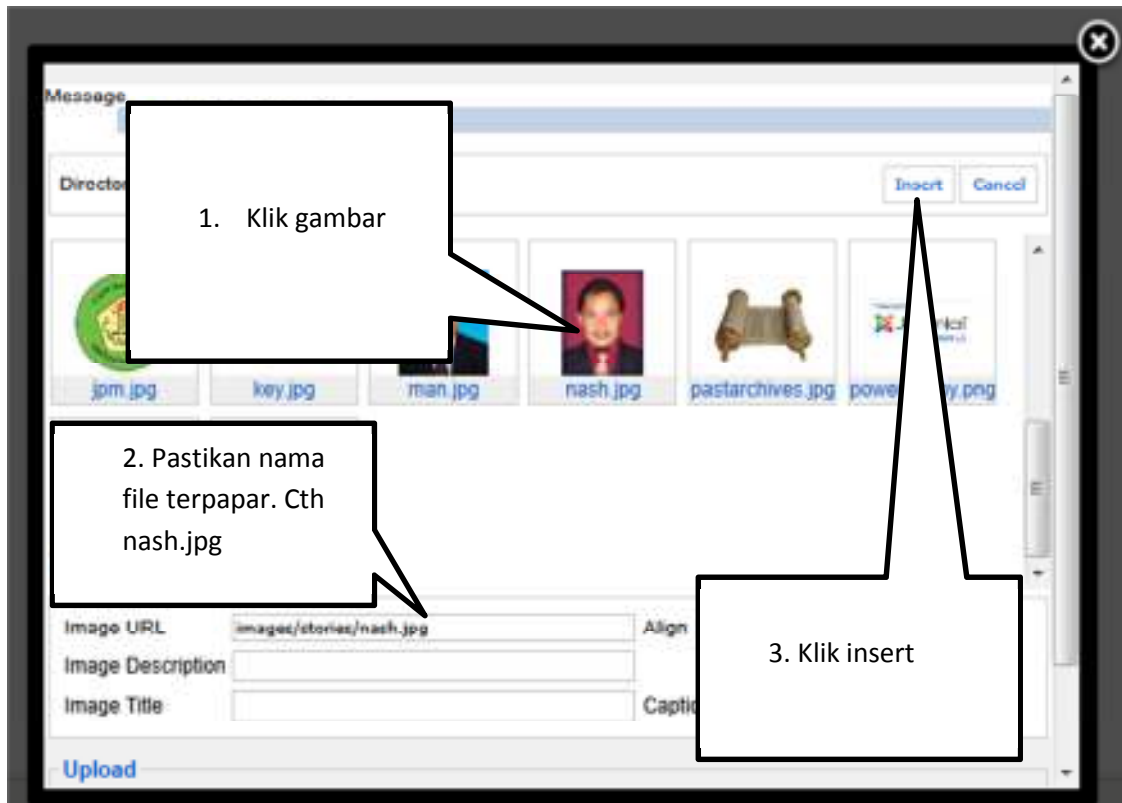 Message
Director
Insert Cancel
1. Klik gambar
jpm.jpg key.jpg man.jpg nash.jpg pastarchives.jpg powe y.png
2. Pastikan nama
file terpapar. Cth
nash.jpg
Image URL images/stories/nash.jpg Align
Image Description
Image Title Captio
3. Klik insert
Upload